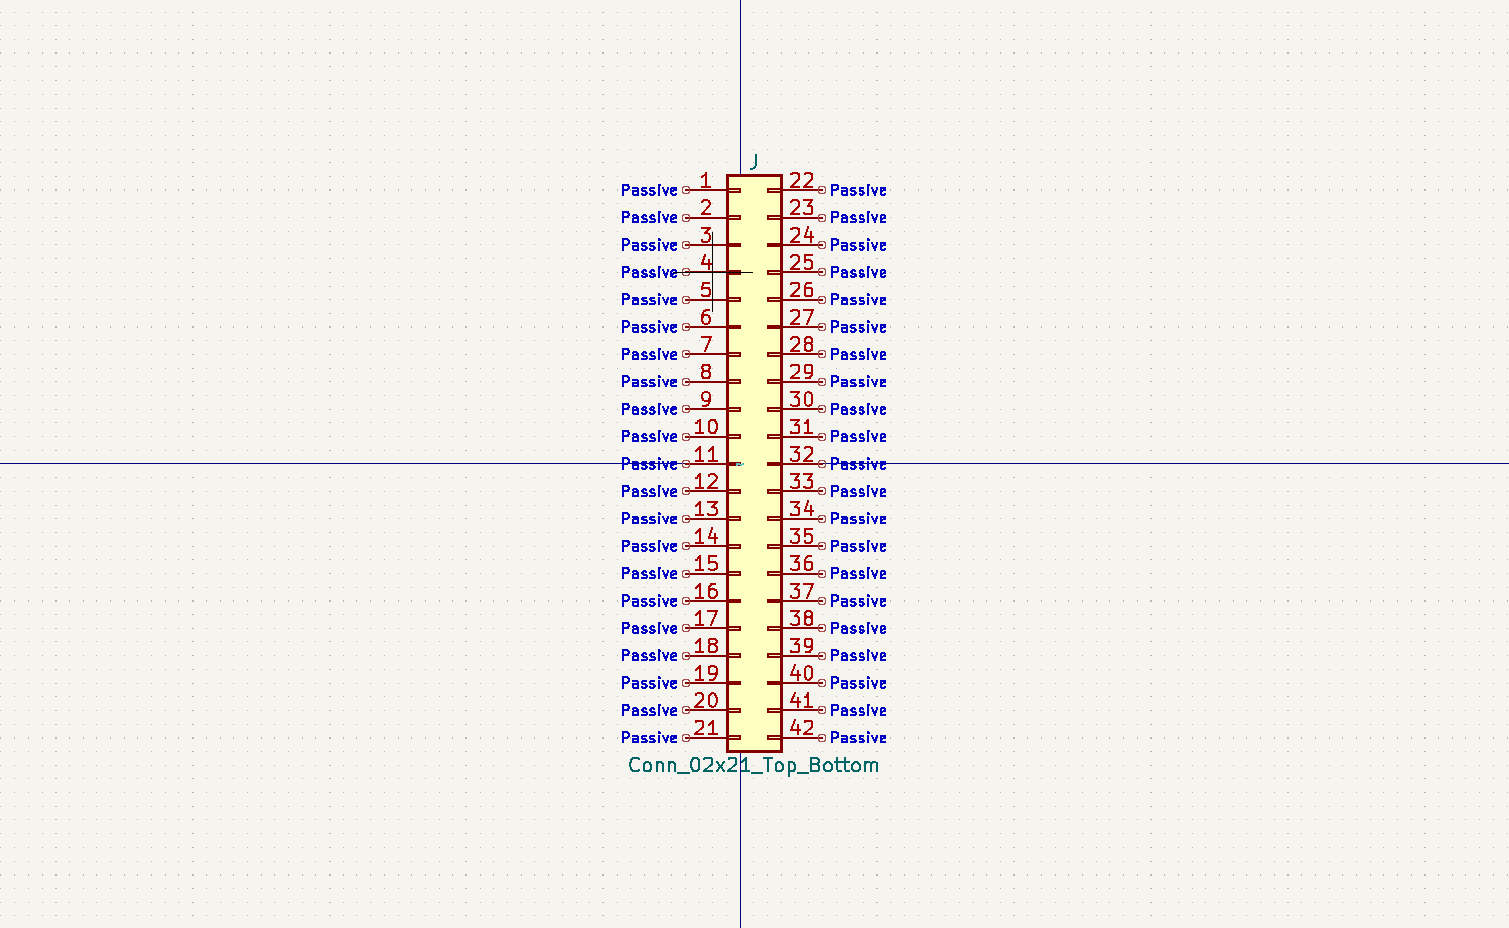 J
Passive 1 22 Passive
Passive 2 23 Passive
Passive 3 24 Passive
Passive 4 25 Passive
Passive 5 26 Passive
Passive 6 27 Passive
Passive 7 28 Passive
Passive 8 29 Passive
Passive 9 30 Passive
Passive 10 31 Passive
Passive 11 32 Passive
Passive 12 33 Passive
Passive 13 34 Passive
Passive 14 35 Passive
Passive 15 36 Passive
Passive 16 37 Passive
Passive 17 38 Passive
Passive 18 39 Passive
Passive 19 40 Passive
Passive 20 41 Passive
Passive 21 42 Passive
Conn_02x21_Top_Bottom